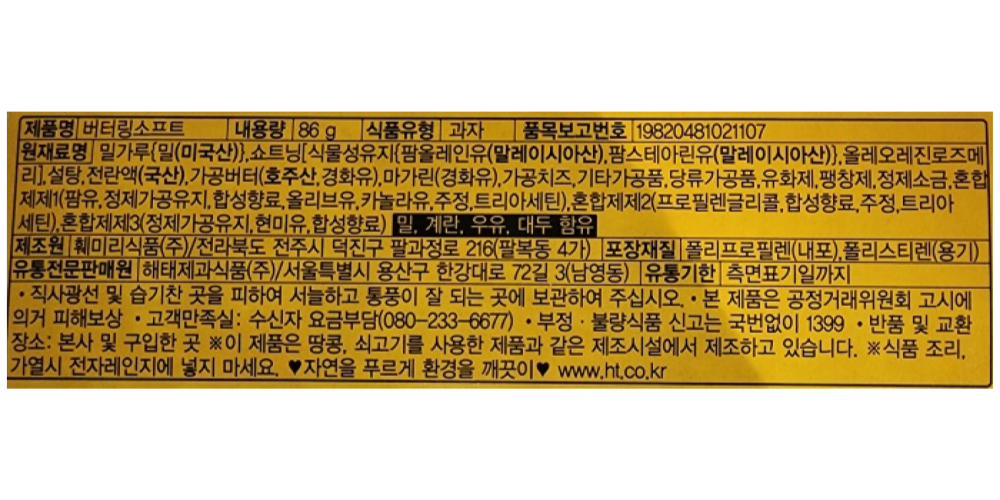 제품명 버터링소프트 내용량 86 g 식품유형 과자 품목보고번호 19820481021107
원재료명 밀가루{밀(미국산)},쇼트닝[식물성유지{팜올레인유(말레이시아산),팜스테아린유(말레이시아산)},올레오레진로즈메
리],설탕,전란액(국산),가공버터(호주산,경화유),마가린(경화유),가공치즈,기타가공품,당류가공품,유화제,팽창제,정제소금,혼합
제제1(팜유,정제가공유지,합성향료,올리브유,카놀라유,주정,트리아세틴),혼합제제2(프로필렌글리콜,합성향료,주정,트리아
세틴),혼합제제3(정제가공유지,현미유,합성향료) 밀, 계란, 우유, 대두 함유
제조원 훼미리식품(주)/전라북도 전주시 덕진구 팔과정로 216(팔복동 4가) 포장재질 폴리프로필렌(내포),폴리스티렌(용기)
유통전문판매원 해태제과식품(주)/서울특별시 용산구 한강대로 72길 3(남영동) 유통기한 측면표기일까지
• 직사광선 및 습기찬 곳을 피하여 서늘하고 통풍이 잘 되는 곳에 보관하여 주십시오. • 본 제품은 공정거래위원회 고시에
의거 피해보상 • 고객만족실: 수신자 요금부담(080-233-6677) • 부정 · 불량식품 신고는 국번없이 1399 • 반품 및 교환
장소: 본사 및 구입한 곳 ※이 제품은 땅콩, 쇠고기를 사용한 제품과 같은 제조시설에서 제조하고 있습니다. ※식품 조리,
가열시 전자레인지에 넣지 마세요. ♥자연을 푸르게 환경을 깨끗이♥ www.ht.co.kr